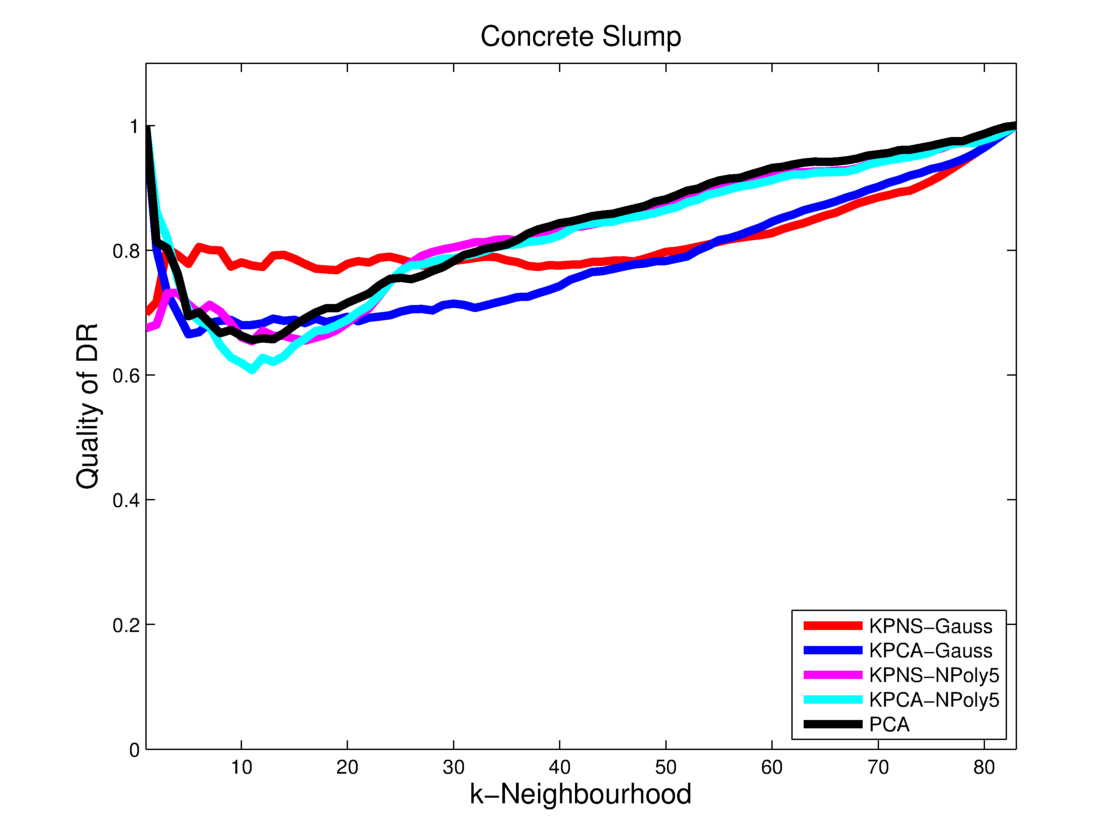 Concrete Slump
1
0.8
0.6
0.4
0.2
0
Quality of DR
10 20 30 40 50 60 70 80
k−Neighbourhood
KPNS−Gauss
KPCA−Gauss
KPNS−NPoly5
KPCA−NPoly5
PCA